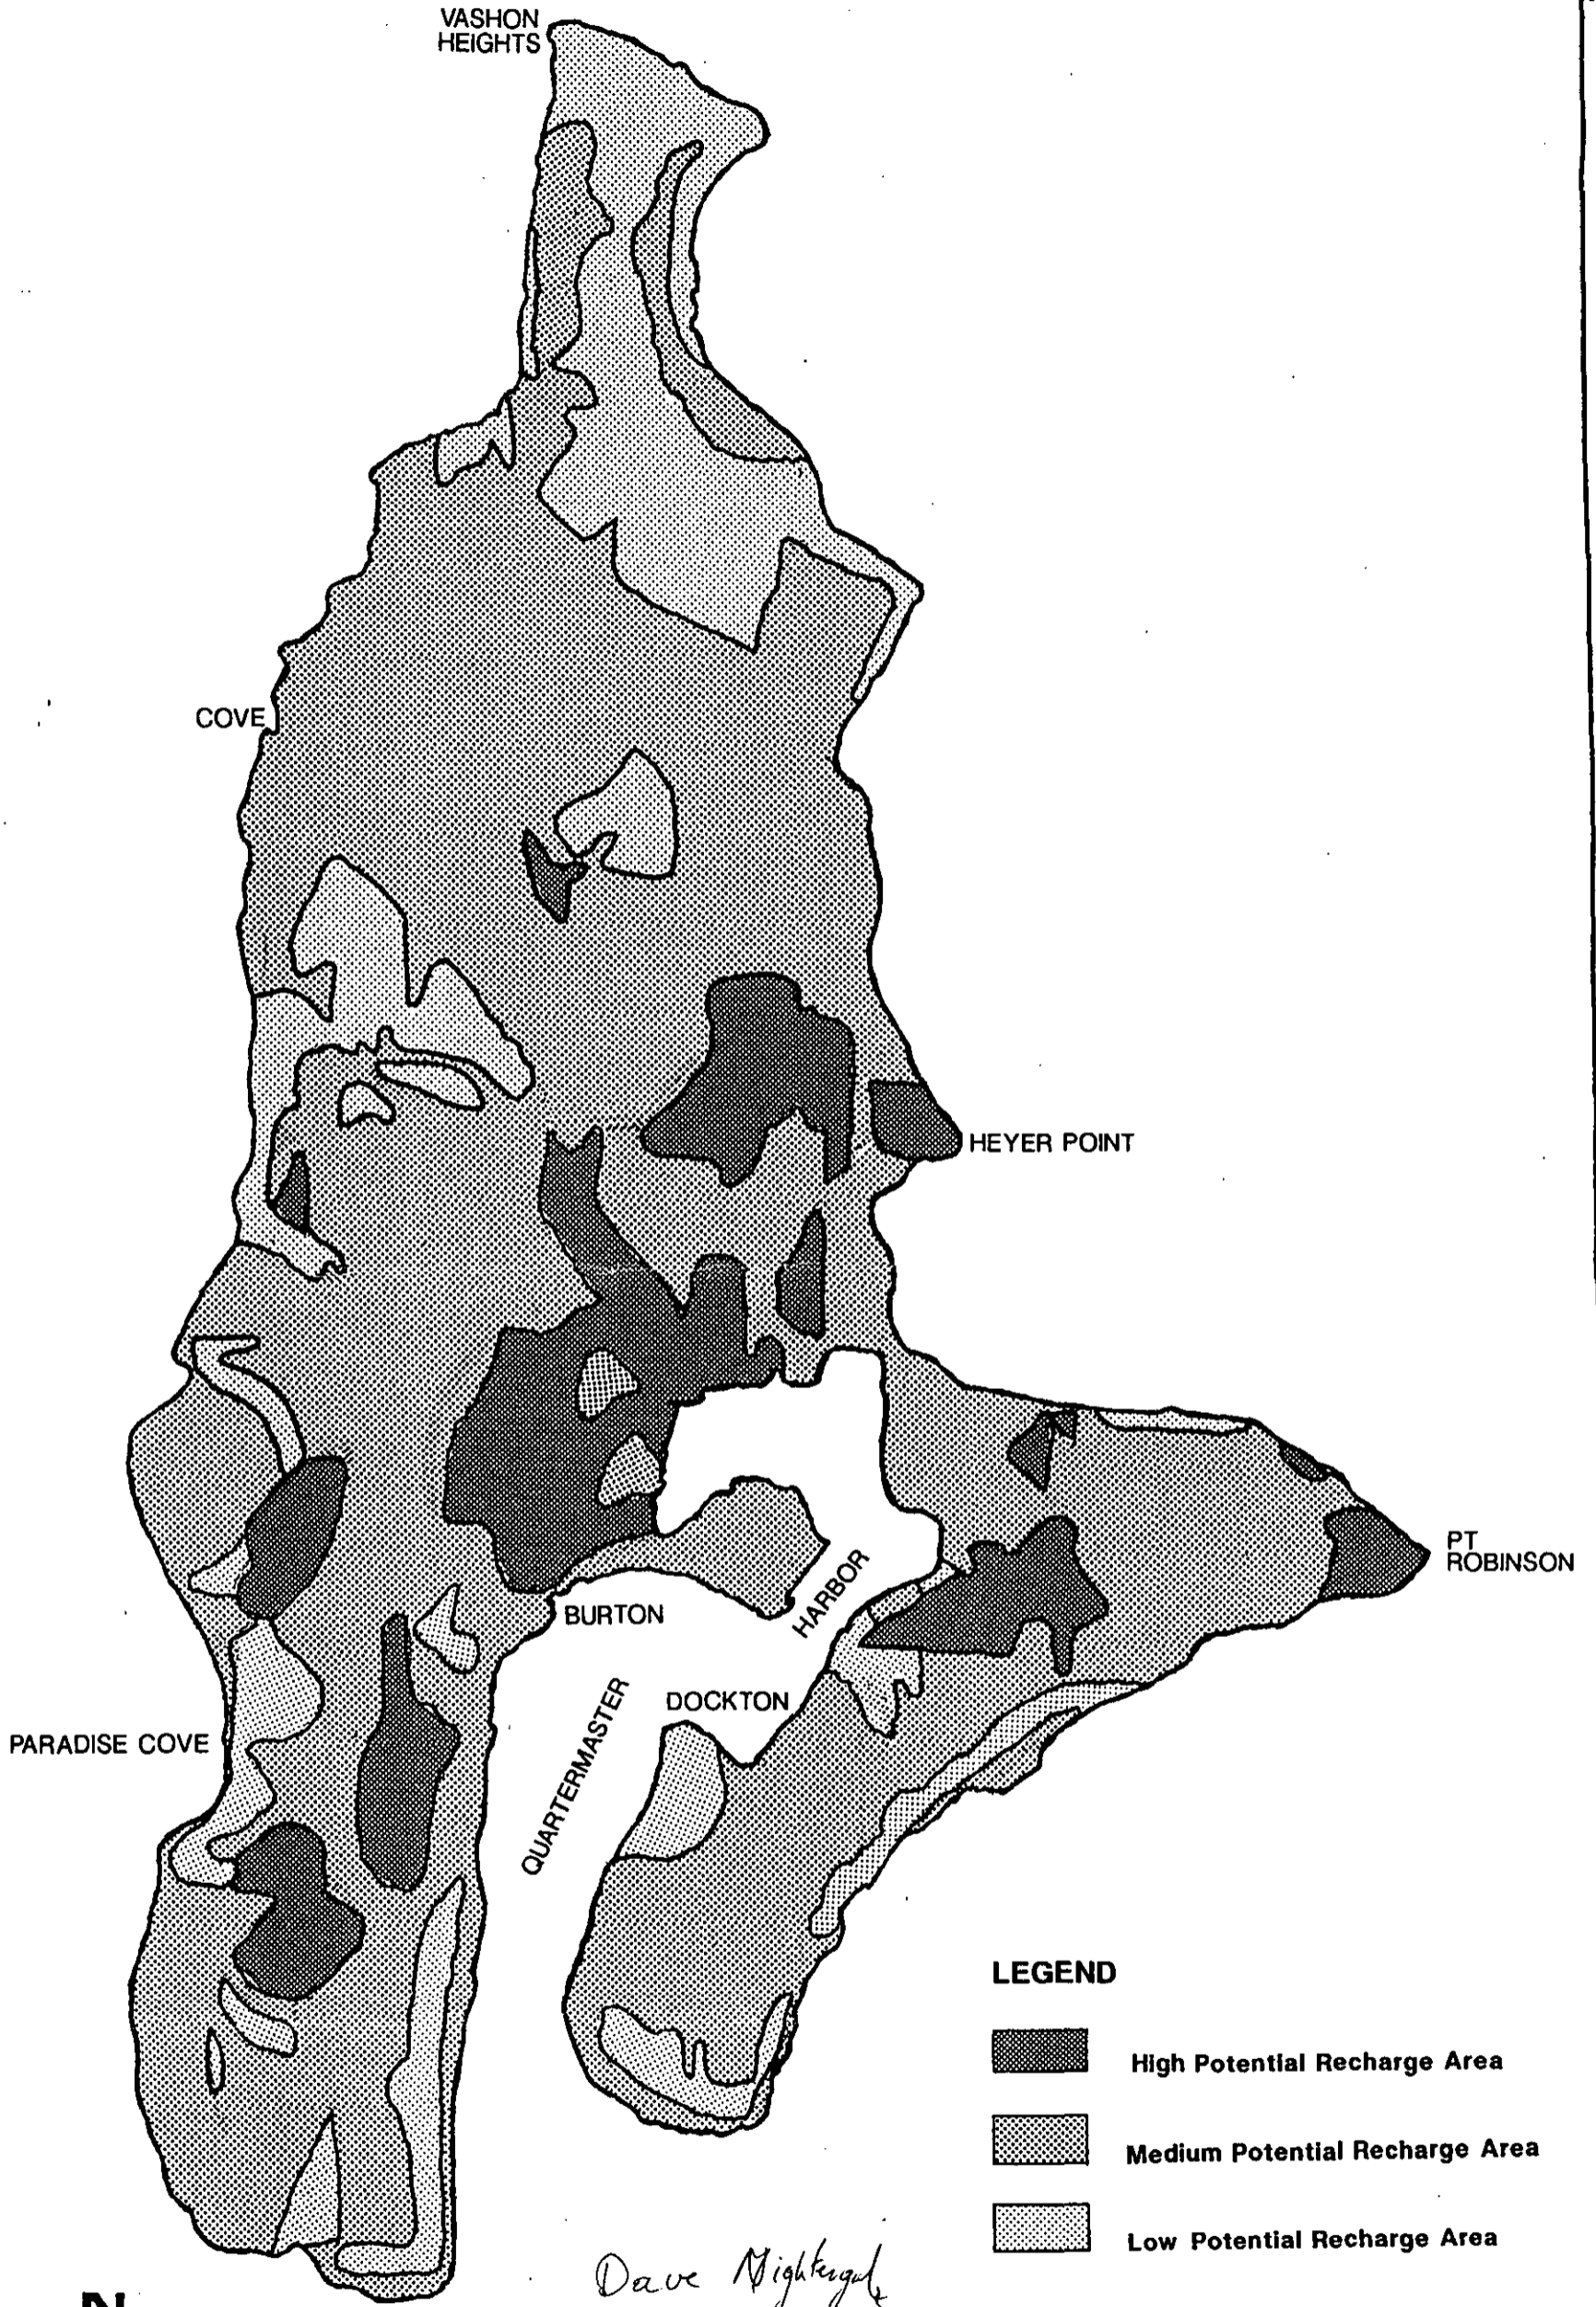 VASHON
HEIGHTS
COVE
HEYER POINT
PT
ROBINSON
HARBOR
BURTON
DOCKTON
PARADISE COVE
QUARTERMASTER
LEGEND
High Potential Recharge Area
Medium Potential Recharge Area
Low Potential Recharge Area
Dave
N